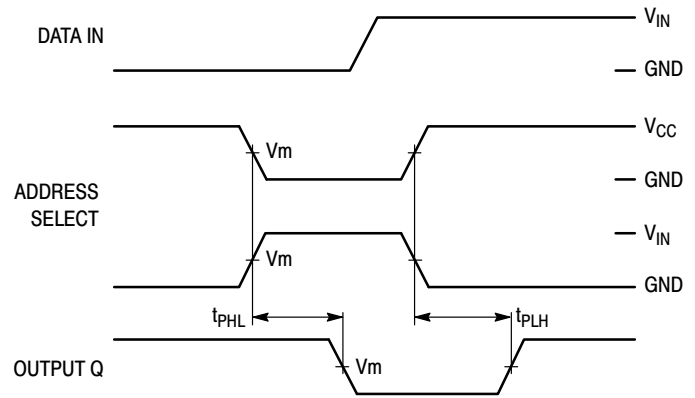 DATA IN
V_IN
GND
V_CC
Vm
GND
ADDRESS
SELECT
V_IN
Vm
GND
t_PHL
t_PLH
OUTPUT Q
Vm